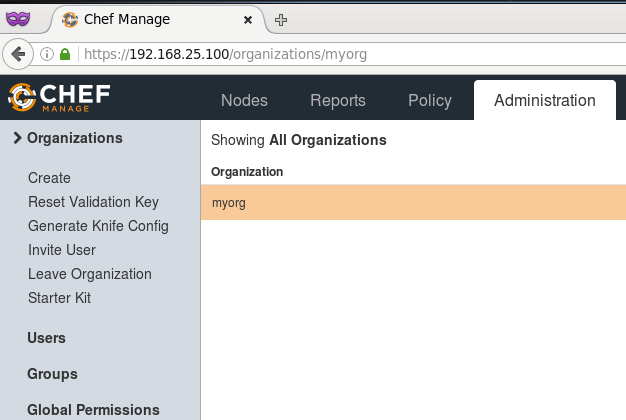 Chef Manage
https://192.168.25.100/organizations/myorg
CHEF
MANAGE
Nodes Reports Policy Administration
Organizations
Create
Reset Validation Key
Generate Knife Config
Invite User
Leave Organization
Starter Kit
Users
Groups
Global Permissions
Showing All Organizations
Organization
myorg